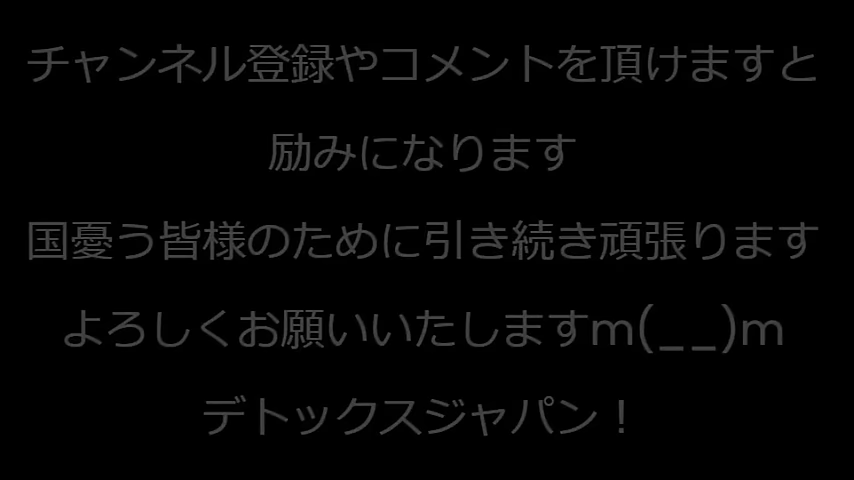 チャンネル登録やコメントを頂けますと
励みになります
国憂う皆様のために引き続き頑張ります
よろしくお願いいたしますm(__)m
デトックスジャパン！